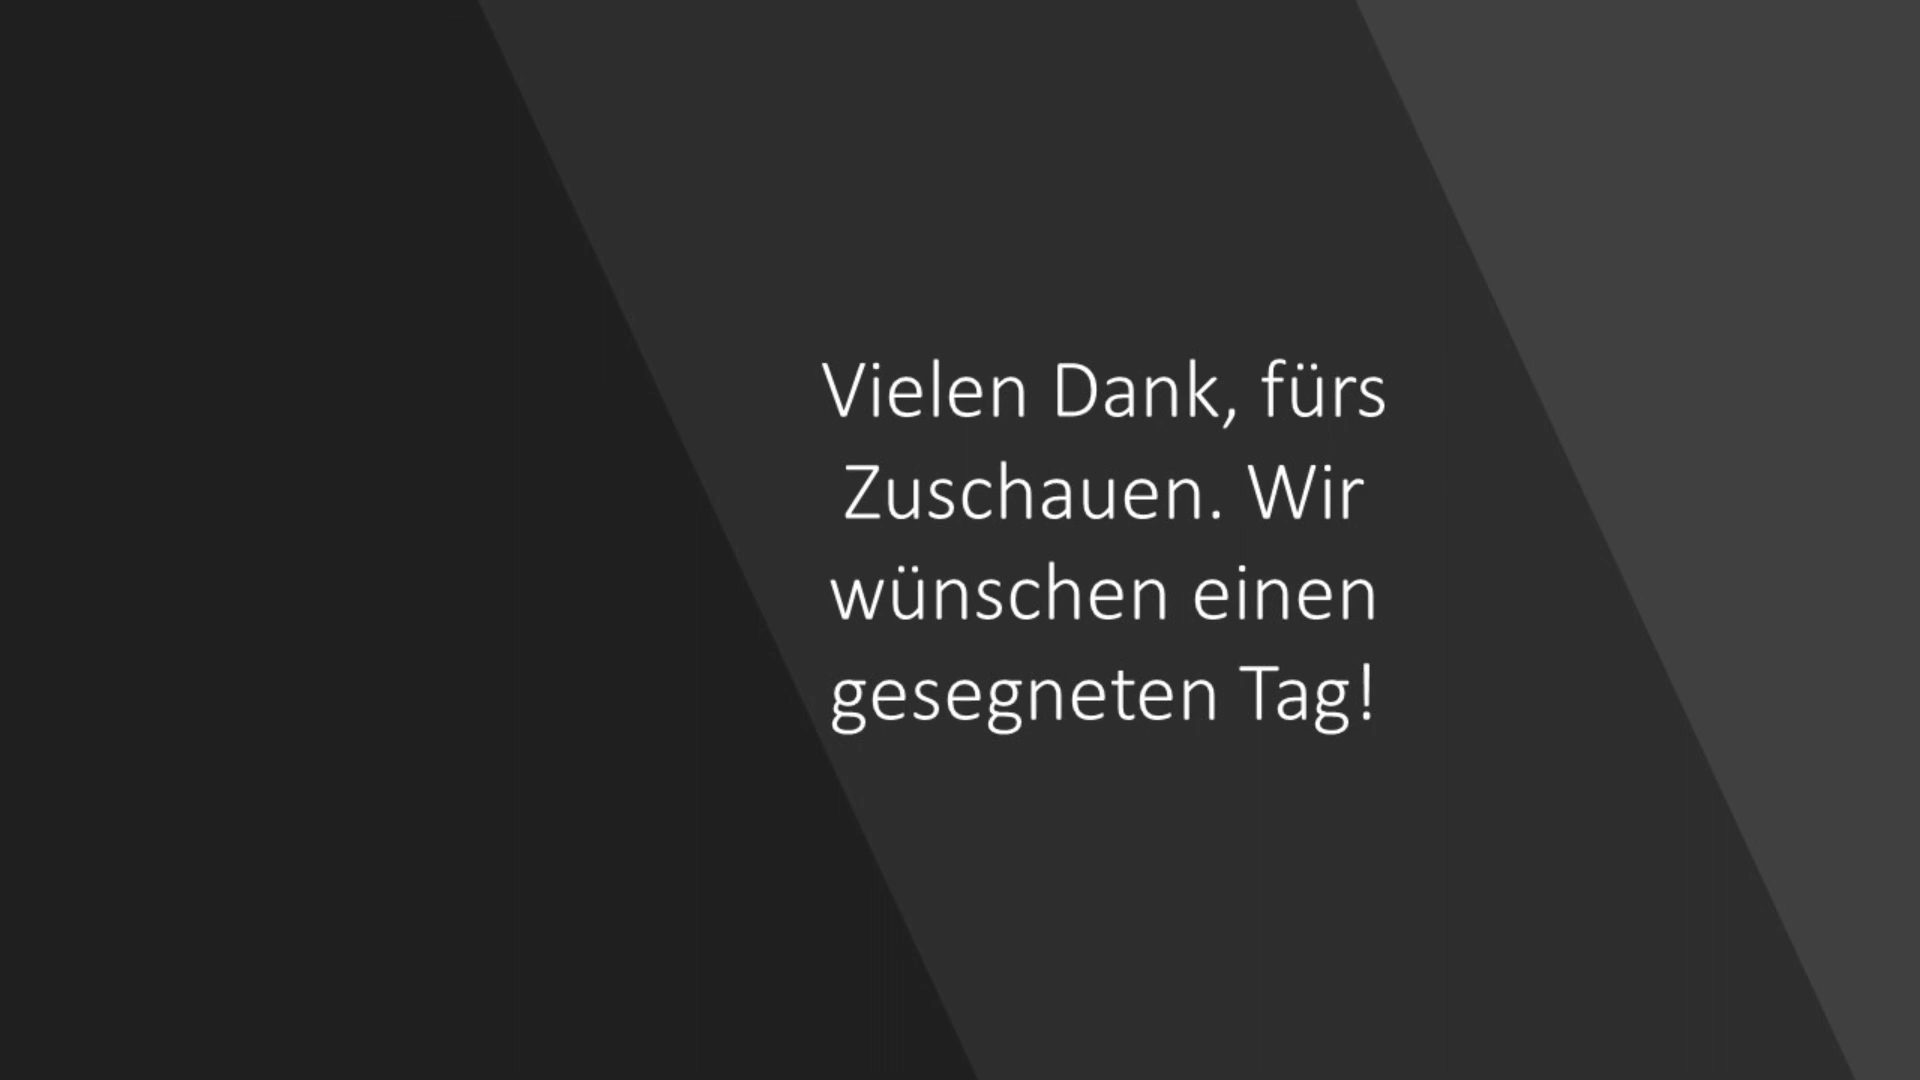 Vielen Dank, fürs
Zuschauen. Wir
wünschen einen
gesegneten Tag!